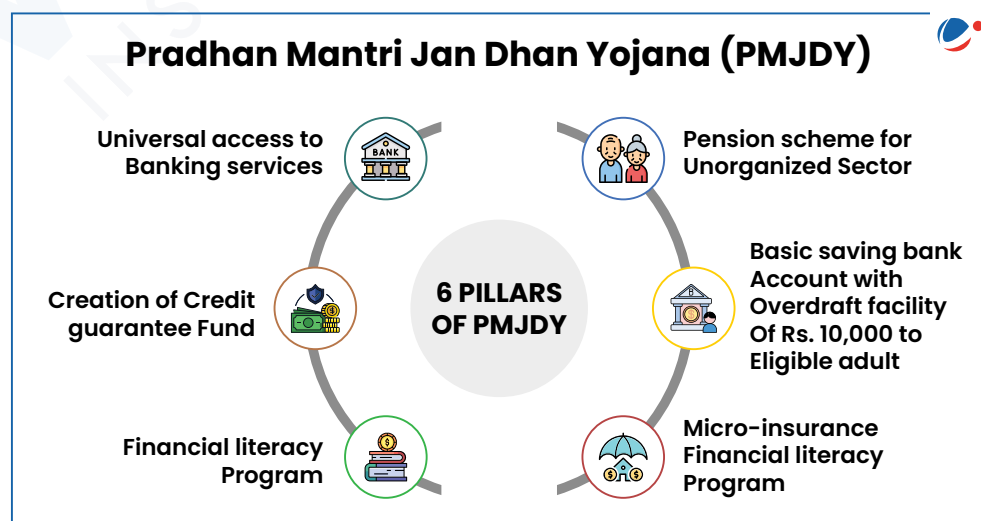 INS
Pradhan Mantri Jan Dhan Yojana (PMJDY)
Universal access to
Banking services
BANK
Pension scheme for
Unorganized Sector
Creation of Credit
guarantee Fund
6 PILLARS
OF PMJDY
Basic saving bank
Account with
Overdraft facility
Of Rs. 10,000 to
Eligible adult
Financial literacy
Program
Micro-insurance
Financial literacy
Program